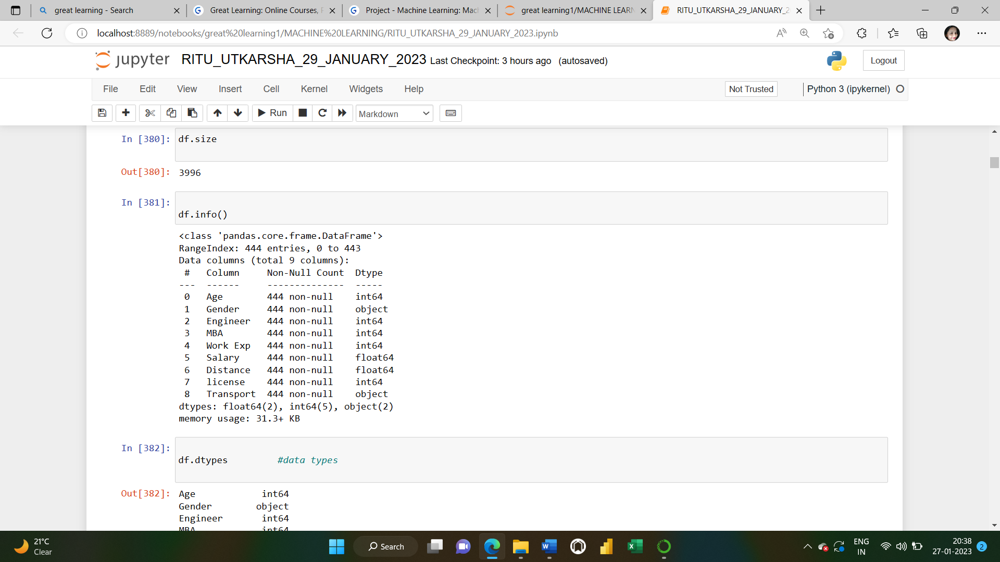 great learning - Search
Great Learning: Online Courses,
Project - Machine Learning: Mac
great learning1/MACHINE LEARN
RITU_UTKARSHA_29_JANUARY_2
localhost:8889/notebooks/great%20learning1/MACHINE%20LEARNING/RITU_UTKARSHA_29_JANUARY_2023.ipynb
jupyter RITU_UTKARSHA_29_JANUARY_2023 Last Checkpoint: 3 hours ago (autosaved)
Logout
File Edit View Insert Cell Kernel Widgets Help
Not Trusted
Python 3 (ipykernel)
Run
Markdown
In [380]: df.size
Out[380]: 3996
In [381]:
df.info()
<class 'pandas.core.frame.DataFrame'>
RangeIndex: 444 entries, 0 to 443
Data columns (total 9 columns):
# Column Non-Null Count Dtype
--- ------ -------------- -----
0 Age 444 non-null int64
1 Gender 444 non-null object
2 Engineer 444 non-null int64
3 MBA 444 non-null int64
4 Work Exp 444 non-null int64
5 Salary 444 non-null float64
6 Distance 444 non-null float64
7 license 444 non-null int64
8 Transport 444 non-null object
dtypes: float64(2), int64(5), object(2)
memory usage: 31.3+ KB
In [382]:
df.dtypes #data types
Out[382]: Age int64
Gender object
Engineer int64
MBA int64
21°C
Clear
Search
ENG
IN
20:38
27-01-2023
2